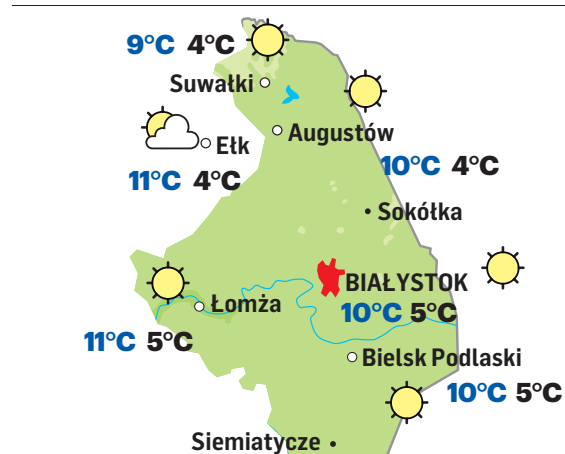 9°C 4°C
Suwałki
Augustów
Ełk
10°C 4°C
11°C 4°C
Sokółka
BIAŁYSTOK
Łomża
10°C 5°C
11°C 5°C
Bielsk Podlaski
10°C 5°C
Siemiatycze